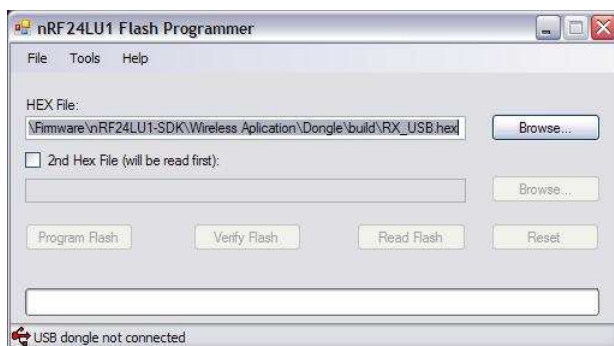 nRF24LU1 Flash Programmer
File Tools Help
HEX File:
\Firmware\nRF24LU1-SDK\Wireless Aplication\Dongle\build\RX_USB.hex Browse...
2nd Hex File (will be read first):
Browse...
Program Flash Verify Flash Read Flash Reset
USB dongle not connected